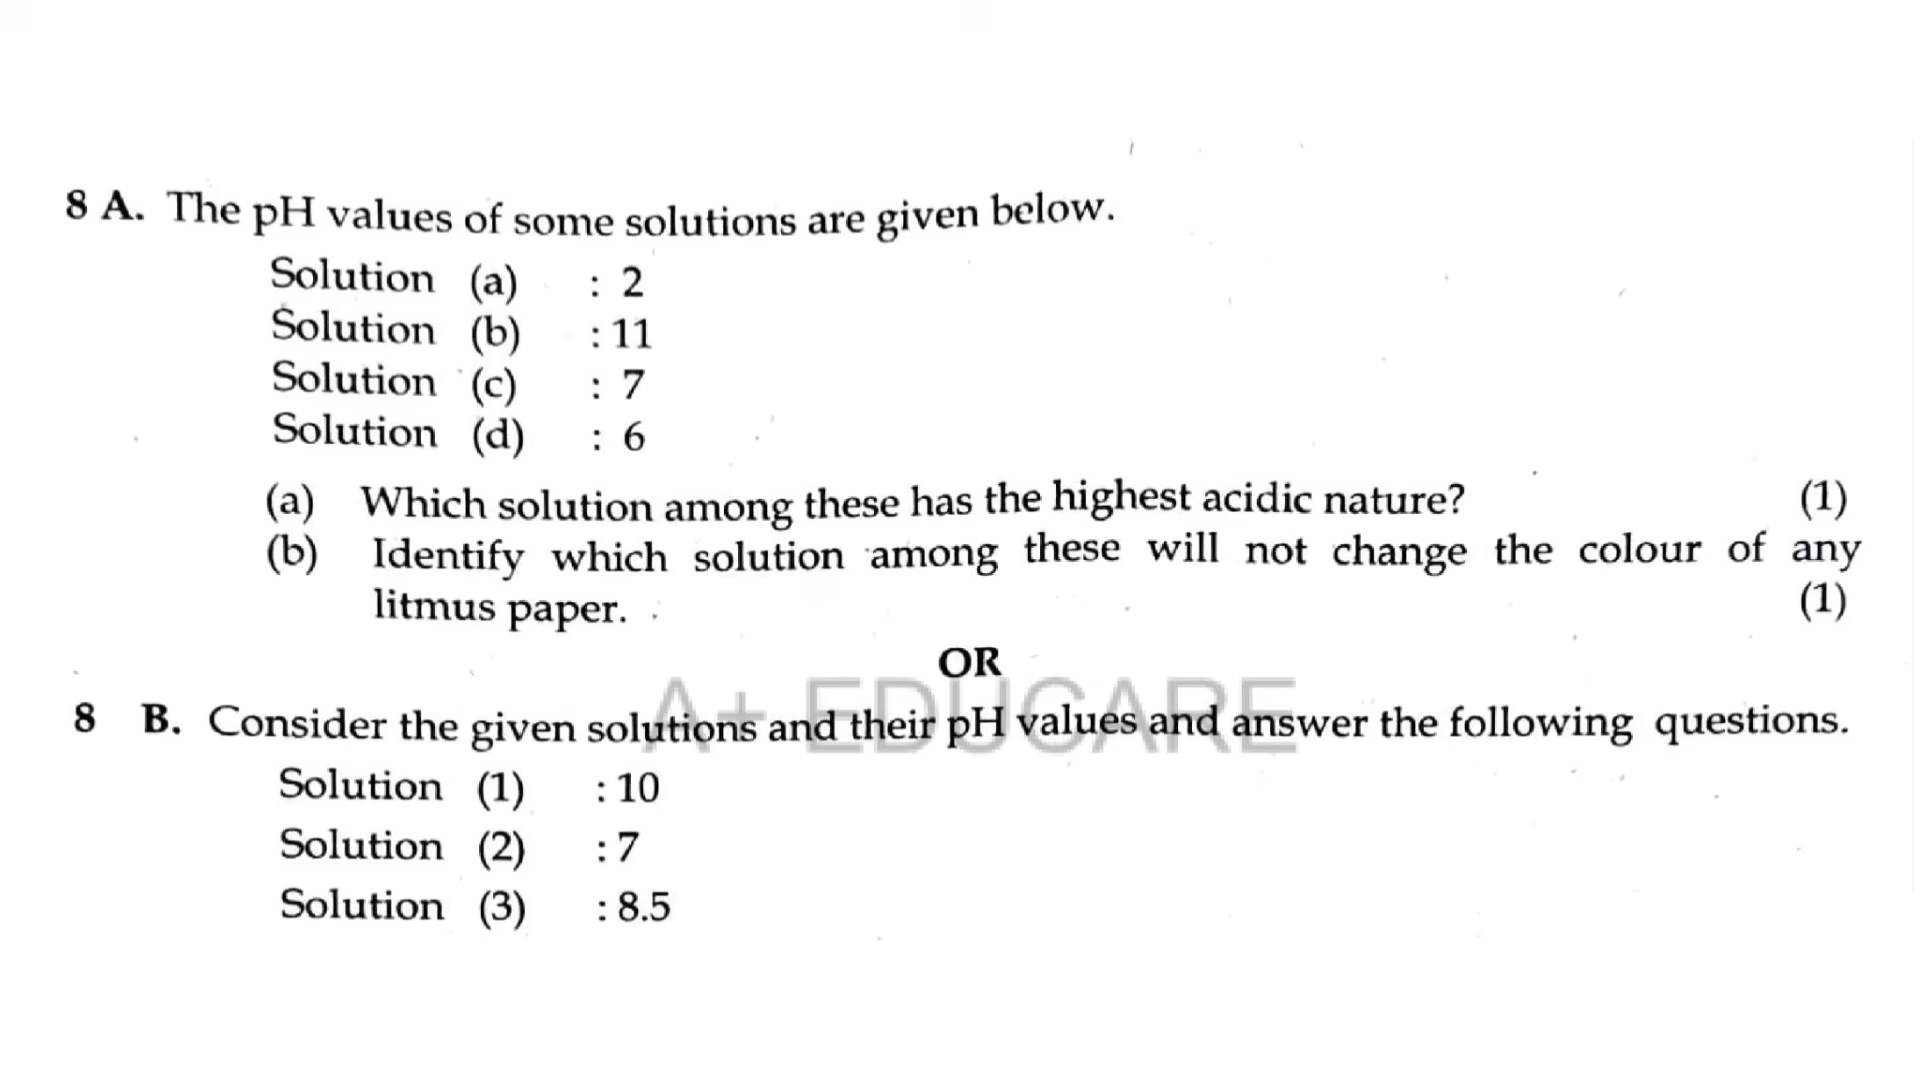 8 A. The pH values of some solutions are given below.
Solution (a) : 2
Solution (b) : 11
Solution (c) : 7
Solution (d) : 6
(a) Which solution among these has the highest acidic nature? (1)
(b) Identify which solution among these will not change the colour of any
litmus paper. (1)
OR
A+ EDUCARE
8 B. Consider the given solutions and their pH values and answer the following questions.
Solution (1) : 10
Solution (2) : 7
Solution (3) : 8.5